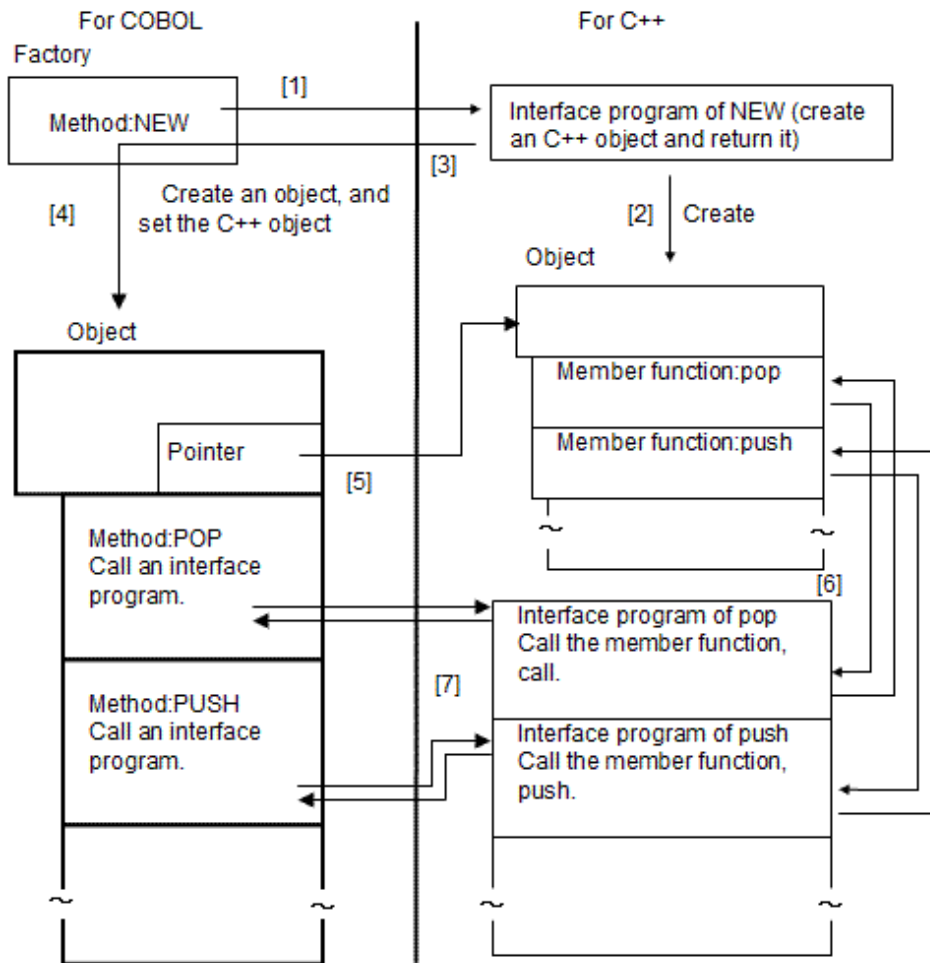 For COBOL
For C++
Factory
[1]
Method:NEW
Interface program of NEW (create
an C++ object and return it)
[3]
[4]
Create an object, and
set the C++ object
[2]
Create
Object
Object
Member function:pop
Pointer
Member function:push
[5]
Method:POP
Call an interface
program.
[6]
Interface program of pop
Call the member function,
call.
[7]
Method:PUSH
Call an interface
program.
Interface program of push
Call the member function,
push.